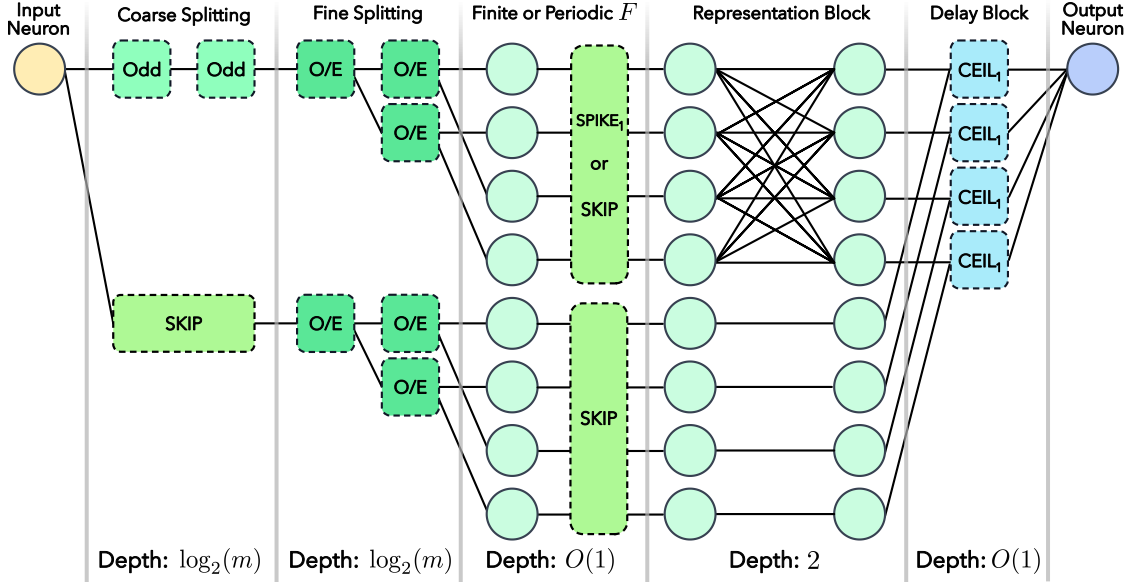 Input
Neuron
Coarse Splitting
Fine Splitting
Finite or Periodic F
Representation Block
Delay Block
Output
Neuron
Odd
Odd
O/E
O/E
O/E
SPIKE₁
or
SKIP
CEIL₁
CEIL₁
CEIL₁
CEIL₁
SKIP
O/E
O/E
O/E
SKIP
Depth: log₂(m)
Depth: log₂(m)
Depth: O(1)
Depth: 2
Depth: O(1)